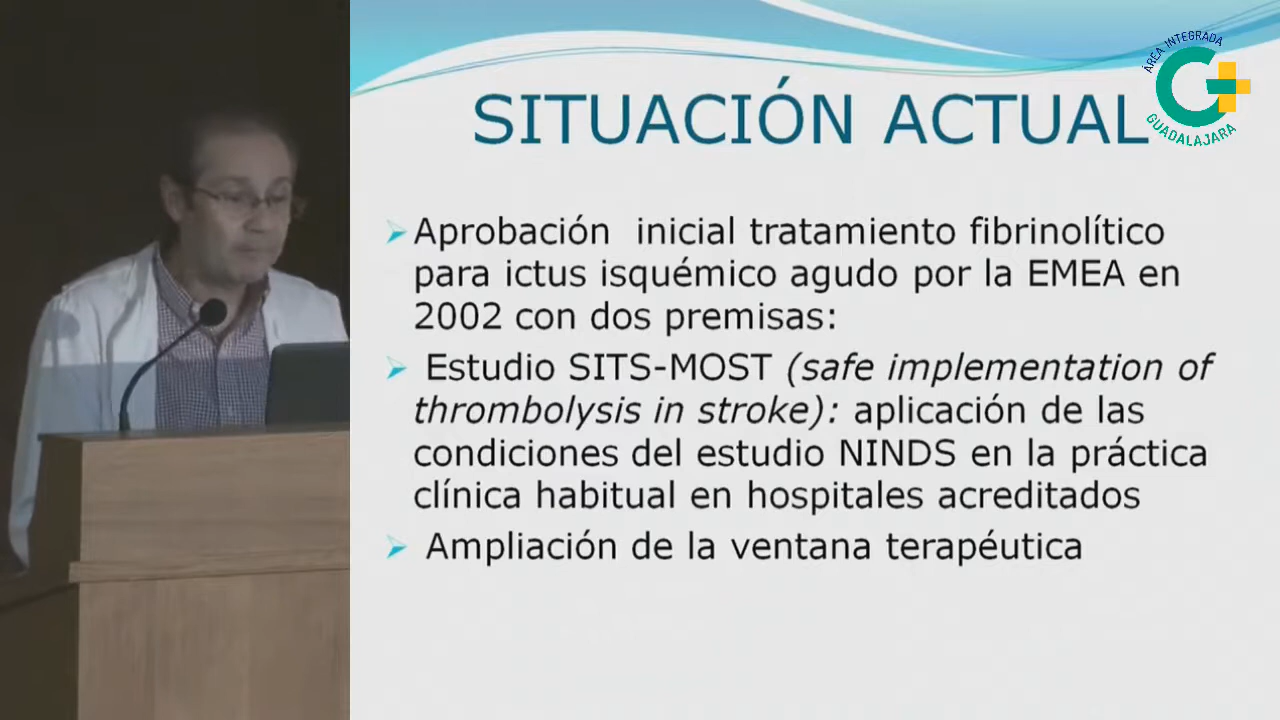 ÁREA INTEGRADA
GUADALAJARA
SITUACIÓN ACTUAL
Aprobación inicial tratamiento fibrinolítico
para ictus isquémico agudo por la EMEA en
2002 con dos premisas:
Estudio SITS-MOST (safe implementation of
thrombolysis in stroke): aplicación de las
condiciones del estudio NINDS en la práctica
clínica habitual en hospitales acreditados
Ampliación de la ventana terapéutica